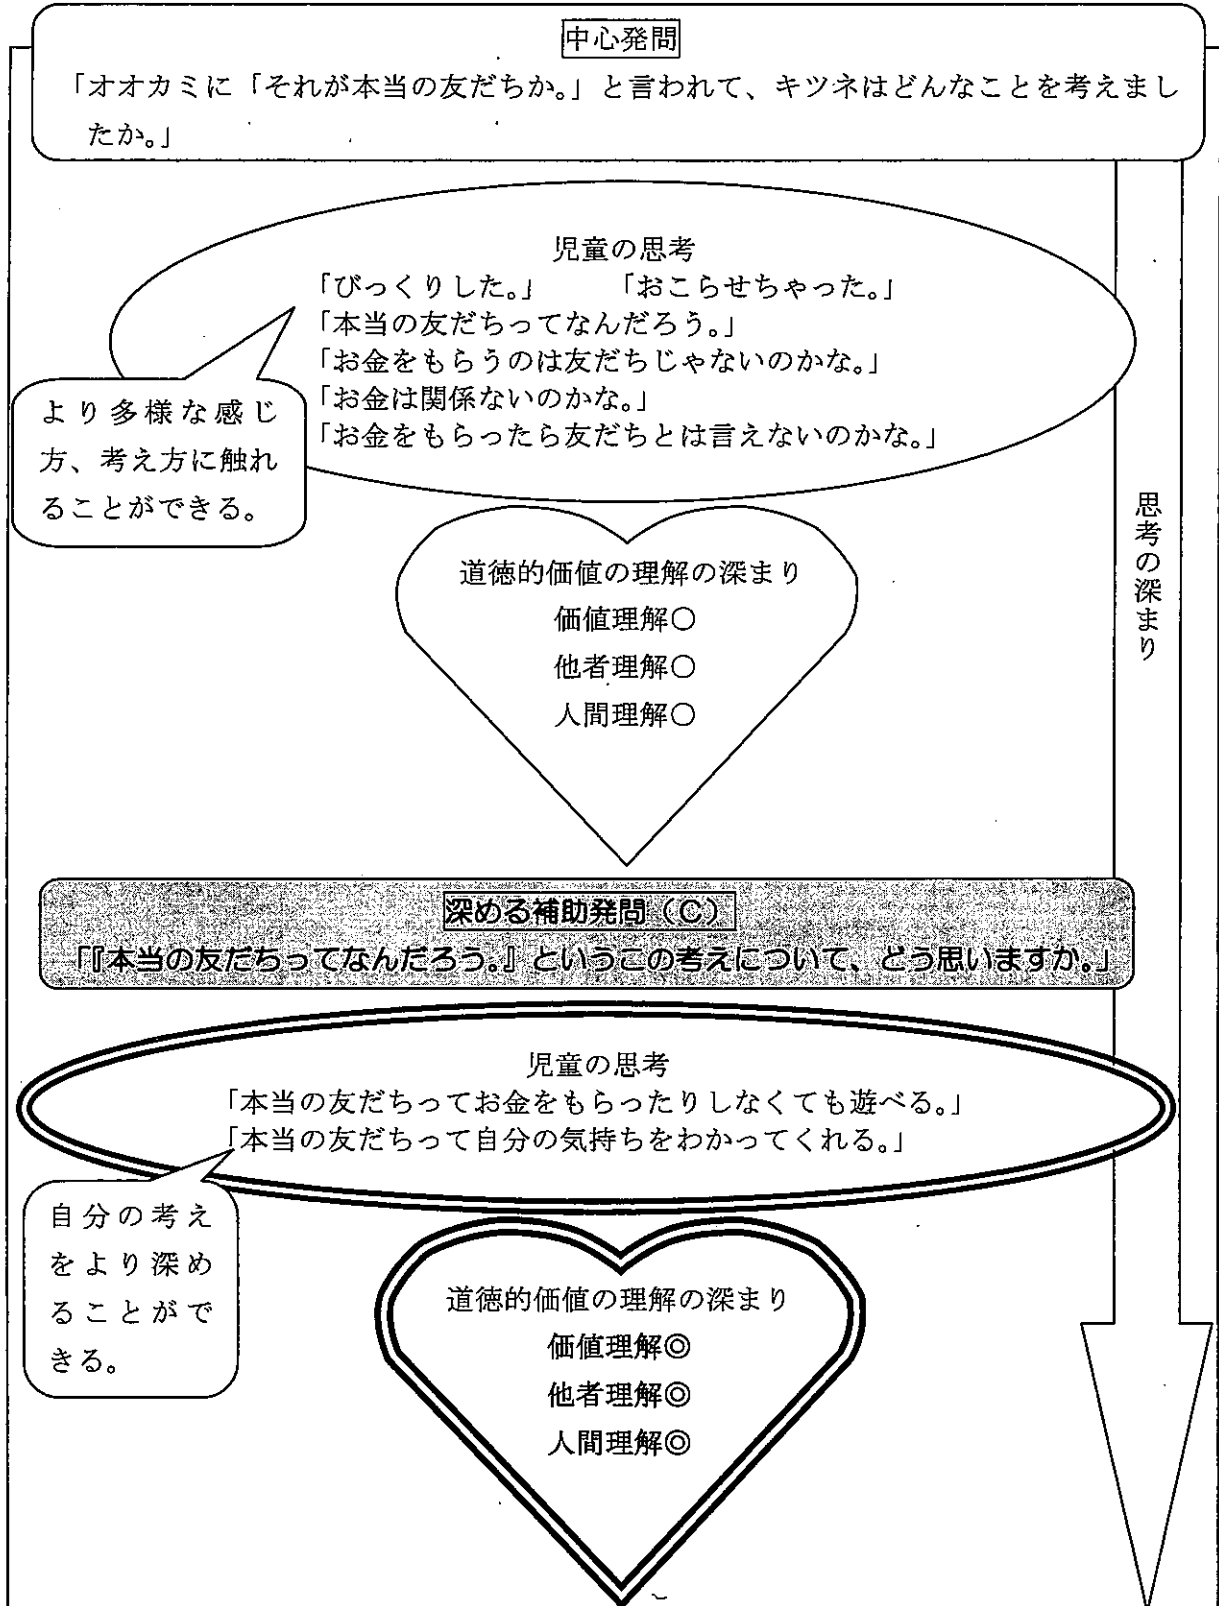 中心発問
「オオカミに「それが本当の友だちか。」と言われて、キツネはどんなことを考えまし
たか。」
児童の思考
「びっくりした。」　「おこらせちゃった。」
「本当の友だちってなんだろう。」
「お金をもらうのは友だちじゃないのかな。」
「お金は関係ないのかな。」
「お金をもらったら友だちとは言えないのかな。」
より多様な感じ
方、考え方に触れ
ることができる。
思考の深まり
道徳的価値の理解の深まり
価値理解○
他者理解○
人間理解○
深める補助発問（C）
「『本当の友だちってなんだろう。』というこの考えについて、どう思いますか。」
児童の思考
「本当の友だちってお金をもらったりしなくても遊べる。」
「本当の友だちって自分の気持ちをわかってくれる。」
自分の考え
をより深め
ることがで
きる。
道徳的価値の理解の深まり
価値理解◎
他者理解◎
人間理解◎